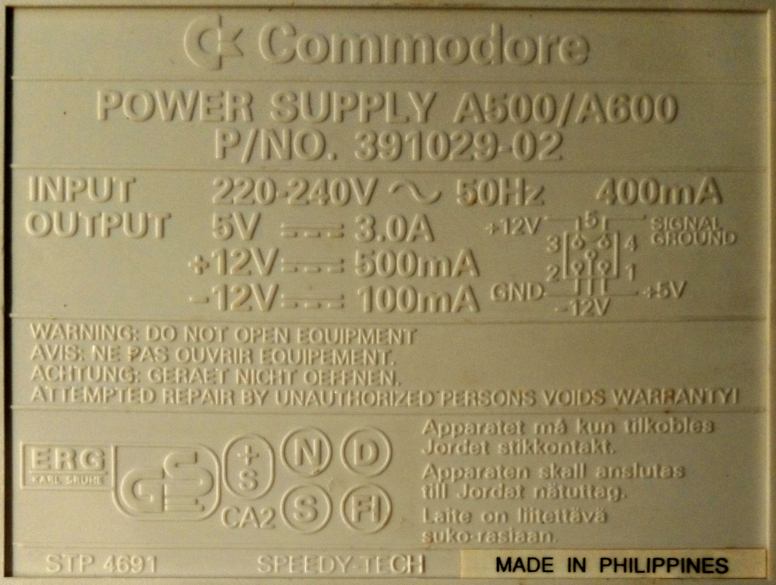 Commodore
POWER SUPPLY A500/A600
P/NO. 391029-02
INPUT 220-240V ∼ 50Hz 400mA
OUTPUT 5V ⎓ 3.0A
+12V ⎓ 500mA
-12V ⎓ 100mA
+12V 5 SIGNAL
GROUND
3 4
2 1
GND -12V +5V
WARNING: DO NOT OPEN EQUIPMENT
AVIS: NE PAS OUVRIR EQUIPEMENT.
ACHTUNG: GERAET NICHT OEFFNEN.
ATTEMPTED REPAIR BY UNAUTHORIZED PERSONS VOIDS WARRANTY!
ERG
KARLSRUHE
GS
+S
N D
CA2 S FI
Apparatet må kun tilkobles
Jordet stikkontakt.
Apparaten skall anslutas
till Jordat nätuttag.
Laite on liitettävä
suko-rasiaan.
STP 4691 SPEEDY-TECH MADE IN PHILIPPINES